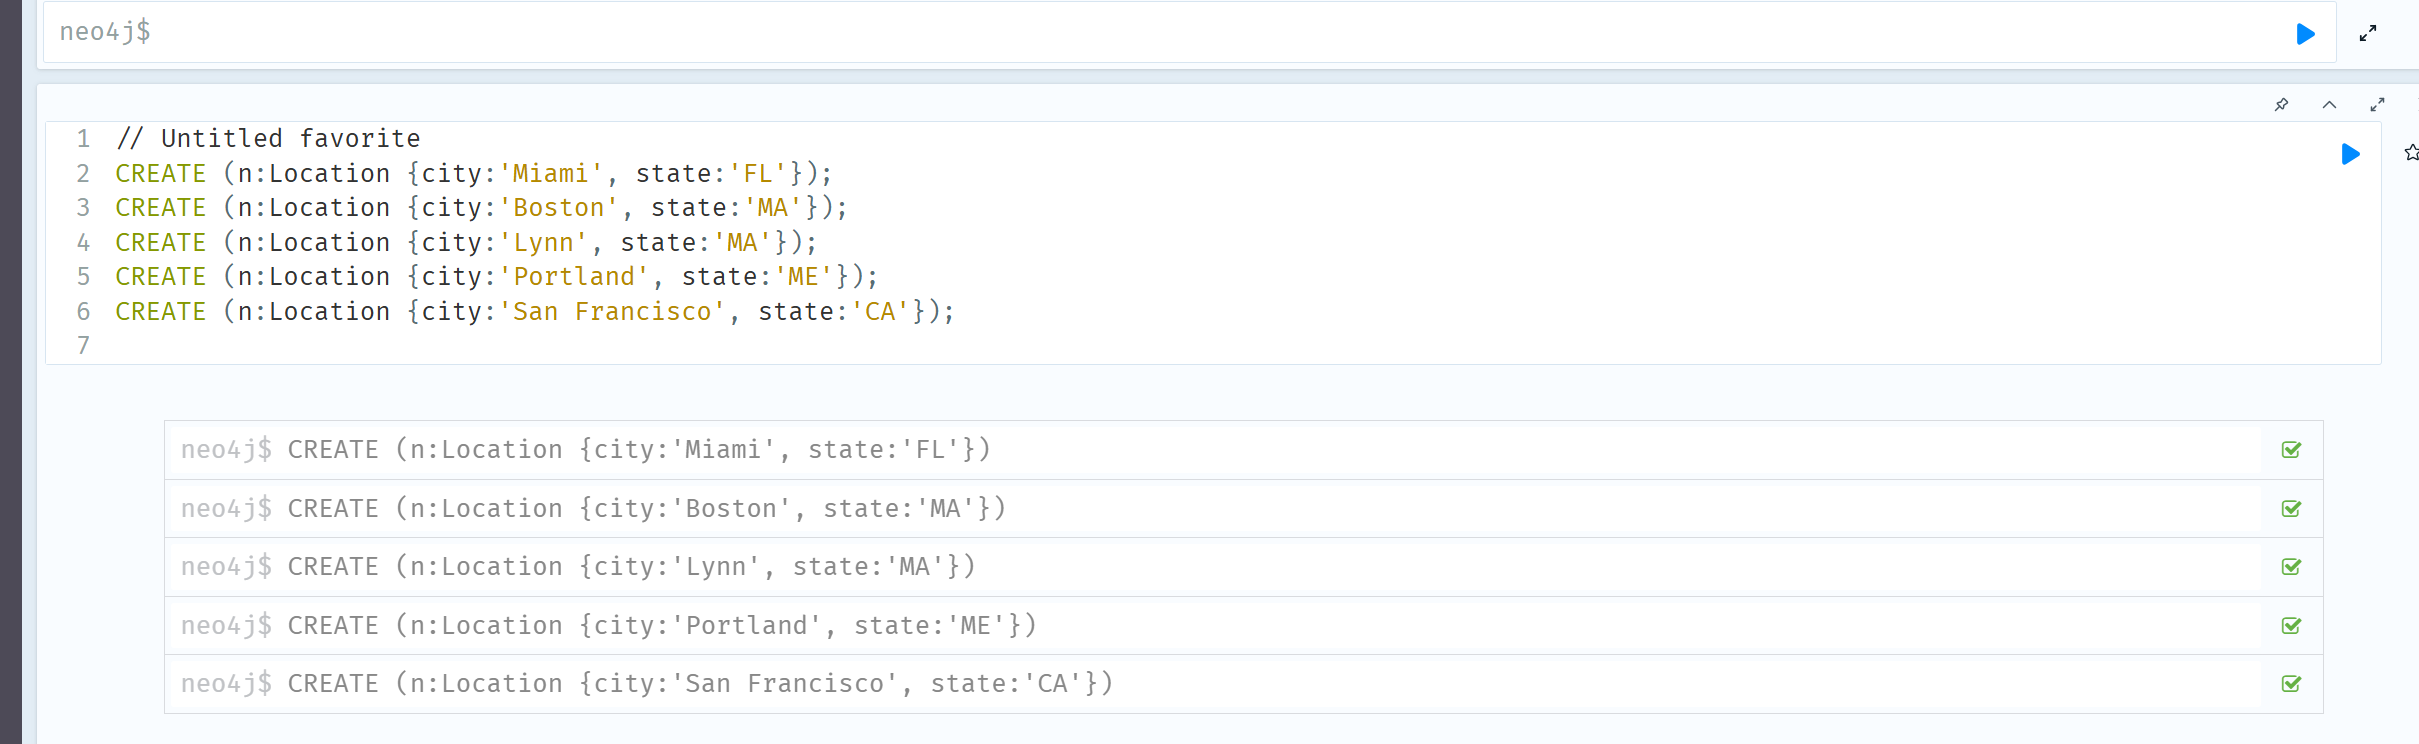 neo4j$
1 // Untitled favorite
2 CREATE (n:Location {city:'Miami', state:'FL'});
3 CREATE (n:Location {city:'Boston', state:'MA'});
4 CREATE (n:Location {city:'Lynn', state:'MA'});
5 CREATE (n:Location {city:'Portland', state:'ME'});
6 CREATE (n:Location {city:'San Francisco', state:'CA'});
7
neo4j$ CREATE (n:Location {city:'Miami', state:'FL'})
neo4j$ CREATE (n:Location {city:'Boston', state:'MA'})
neo4j$ CREATE (n:Location {city:'Lynn', state:'MA'})
neo4j$ CREATE (n:Location {city:'Portland', state:'ME'})
neo4j$ CREATE (n:Location {city:'San Francisco', state:'CA'})